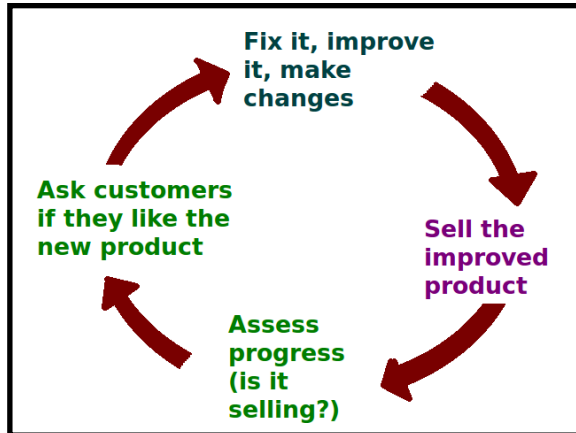 Fix it, improve
it, make
changes
Sell the
improved
product
Assess
progress
(is it
selling?)
Ask customers
if they like the
new product